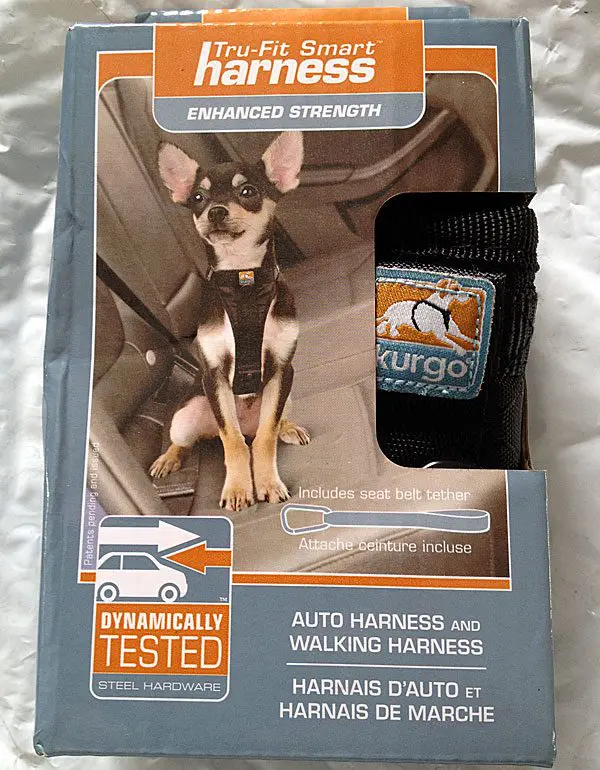 Tru-Fit Smart™
harness
ENHANCED STRENGTH
kurgo
Includes seat belt tether
Attache ceinture incluse
Patents pending and issued
DYNAMICALLY
TESTED
™
STEEL HARDWARE
AUTO HARNESS AND
WALKING HARNESS
HARNAIS D'AUTO ET
HARNAIS DE MARCHE